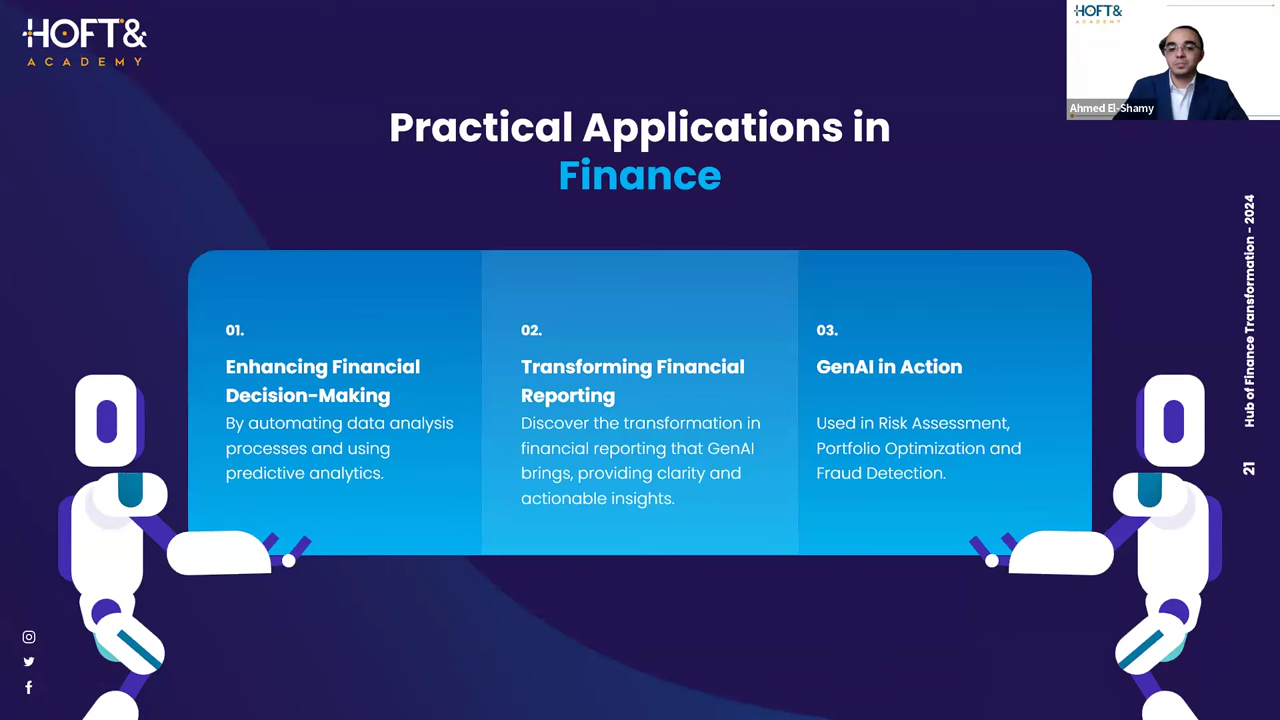 HOFT&
ACADEMY
HOFT&
ACADEMY
Ahmed El-Shamy
Practical Applications in
Finance
01.
Enhancing Financial
Decision-Making
By automating data analysis
processes and using
predictive analytics.
02.
Transforming Financial
Reporting
Discover the transformation in
financial reporting that GenAI
brings, providing clarity and
actionable insights.
03.
GenAI in Action
Used in Risk Assessment,
Portfolio Optimization and
Fraud Detection.
Hub of Finance Transformation - 2024
21